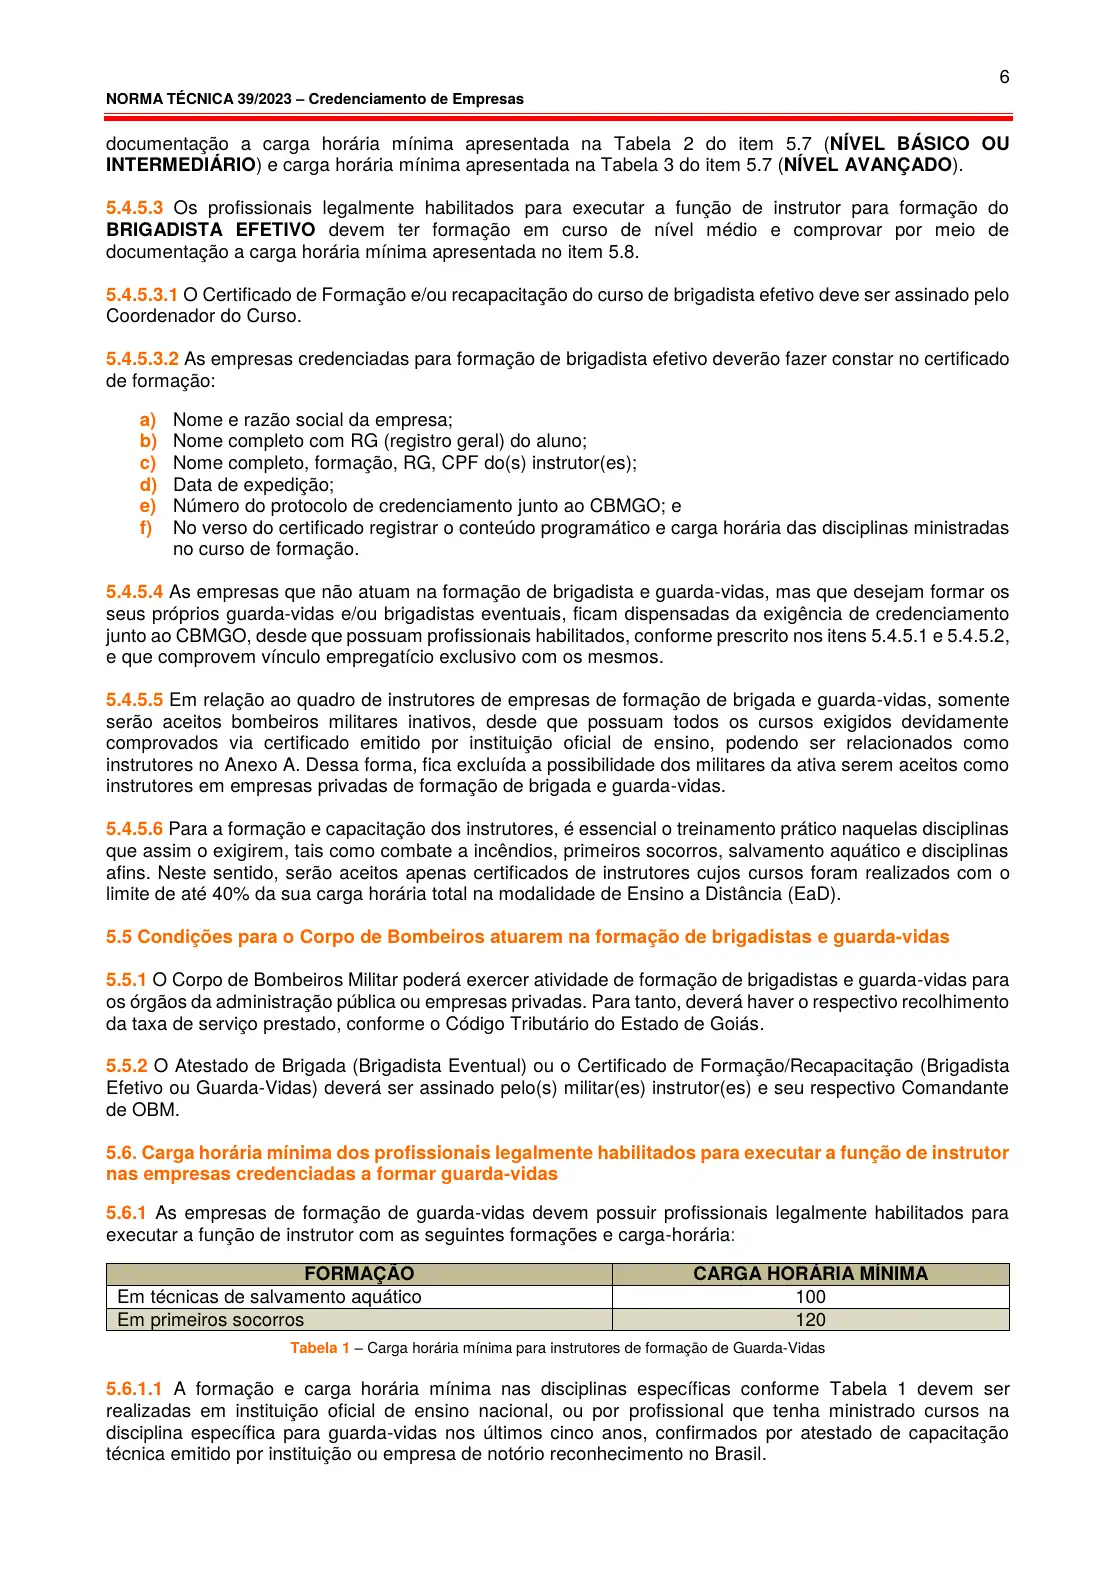 6
NORMA TÉCNICA 39/2023 – Credenciamento de Empresas
documentação a carga horária mínima apresentada na Tabela 2 do item 5.7 (NÍVEL BÁSICO OU
INTERMEDIÁRIO) e carga horária mínima apresentada na Tabela 3 do item 5.7 (NÍVEL AVANÇADO).
5.4.5.3 Os profissionais legalmente habilitados para executar a função de instrutor para formação do
BRIGADISTA EFETIVO devem ter formação em curso de nível médio e comprovar por meio de
documentação a carga horária mínima apresentada no item 5.8.
5.4.5.3.1 O Certificado de Formação e/ou recapacitação do curso de brigadista efetivo deve ser assinado pelo
Coordenador do Curso.
5.4.5.3.2 As empresas credenciadas para formação de brigadista efetivo deverão fazer constar no certificado
de formação:
a) Nome e razão social da empresa;
b) Nome completo com RG (registro geral) do aluno;
c) Nome completo, formação, RG, CPF do(s) instrutor(es);
d) Data de expedição;
e) Número do protocolo de credenciamento junto ao CBMGO; e
f) No verso do certificado registrar o conteúdo programático e carga horária das disciplinas ministradas
no curso de formação.
5.4.5.4 As empresas que não atuam na formação de brigadista e guarda-vidas, mas que desejam formar os
seus próprios guarda-vidas e/ou brigadistas eventuais, ficam dispensadas da exigência de credenciamento
junto ao CBMGO, desde que possuam profissionais habilitados, conforme prescrito nos itens 5.4.5.1 e 5.4.5.2,
e que comprovem vínculo empregatício exclusivo com os mesmos.
5.4.5.5 Em relação ao quadro de instrutores de empresas de formação de brigada e guarda-vidas, somente
serão aceitos bombeiros militares inativos, desde que possuam todos os cursos exigidos devidamente
comprovados via certificado emitido por instituição oficial de ensino, podendo ser relacionados como
instrutores no Anexo A. Dessa forma, fica excluída a possibilidade dos militares da ativa serem aceitos como
instrutores em empresas privadas de formação de brigada e guarda-vidas.
5.4.5.6 Para a formação e capacitação dos instrutores, é essencial o treinamento prático naquelas disciplinas
que assim o exigirem, tais como combate a incêndios, primeiros socorros, salvamento aquático e disciplinas
afins. Neste sentido, serão aceitos apenas certificados de instrutores cujos cursos foram realizados com o
limite de até 40% da sua carga horária total na modalidade de Ensino a Distância (EaD).
5.5 Condições para o Corpo de Bombeiros atuarem na formação de brigadistas e guarda-vidas
5.5.1 O Corpo de Bombeiros Militar poderá exercer atividade de formação de brigadistas e guarda-vidas para
os órgãos da administração pública ou empresas privadas. Para tanto, deverá haver o respectivo recolhimento
da taxa de serviço prestado, conforme o Código Tributário do Estado de Goiás.
5.5.2 O Atestado de Brigada (Brigadista Eventual) ou o Certificado de Formação/Recapacitação (Brigadista
Efetivo ou Guarda-Vidas) deverá ser assinado pelo(s) militar(es) instrutor(es) e seu respectivo Comandante
de OBM.
5.6. Carga horária mínima dos profissionais legalmente habilitados para executar a função de instrutor
nas empresas credenciadas a formar guarda-vidas
5.6.1 As empresas de formação de guarda-vidas devem possuir profissionais legalmente habilitados para
executar a função de instrutor com as seguintes formações e carga-horária:
FORMAÇÃO CARGA HORÁRIA MÍNIMA
Em técnicas de salvamento aquático 100
Em primeiros socorros 120
Tabela 1 – Carga horária mínima para instrutores de formação de Guarda-Vidas
5.6.1.1 A formação e carga horária mínima nas disciplinas específicas conforme Tabela 1 devem ser
realizadas em instituição oficial de ensino nacional, ou por profissional que tenha ministrado cursos na
disciplina específica para guarda-vidas nos últimos cinco anos, confirmados por atestado de capacitação
técnica emitido por instituição ou empresa de notório reconhecimento no Brasil.